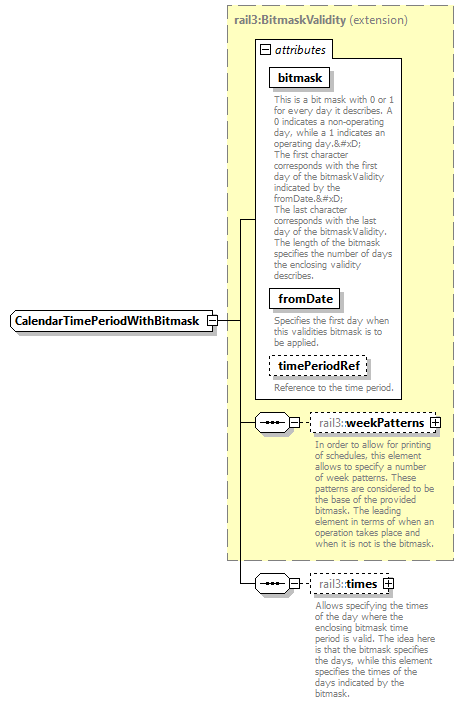 rail3:BitmaskValidity (extension)
attributes
bitmask
This is a bit mask with 0 or 1
for every day it describes. A
0 indicates a non-operating
day, while a 1 indicates an
operating day.&#xD;
The first character
corresponds with the first
day of the bitmaskValidity
indicated by the
fromDate.&#xD;
The last character
corresponds with the last
day of the bitmaskValidity.
The length of the bitmask
specifies the number of days
the enclosing validity
describes.
fromDate
Specifies the first day when
this validities bitmask is to
be applied.
CalendarTimePeriodWithBitmask
timePeriodRef
Reference to the time period.
rail3::weekPatterns
In order to allow for printing
of schedules, this element
allows to specify a number
of week patterns. These
patterns are considered to be
the base of the provided
bitmask. The leading
element in terms of when an
operation takes place and
when it is not is the bitmask.
rail3::times
Allows specifying the times
of the day where the
enclosing bitmask time
period is valid. The idea here
is that the bitmask specifies
the days, while this element
specifies the times of the
days indicated by the
bitmask.